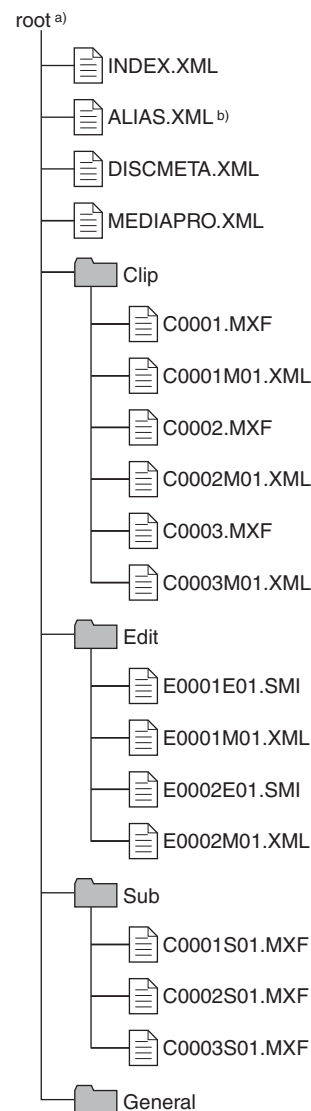 root a)
INDEX.XML
ALIAS.XML b)
DISCMETA.XML
MEDIAPRO.XML
Clip
C0001.MXF
C0001M01.XML
C0002.MXF
C0002M01.XML
C0003.MXF
C0003M01.XML
Edit
E0001E01.SMI
E0001M01.XML
E0002E01.SMI
E0002M01.XML
Sub
C0001S01.MXF
C0002S01.MXF
C0003S01.MXF
General